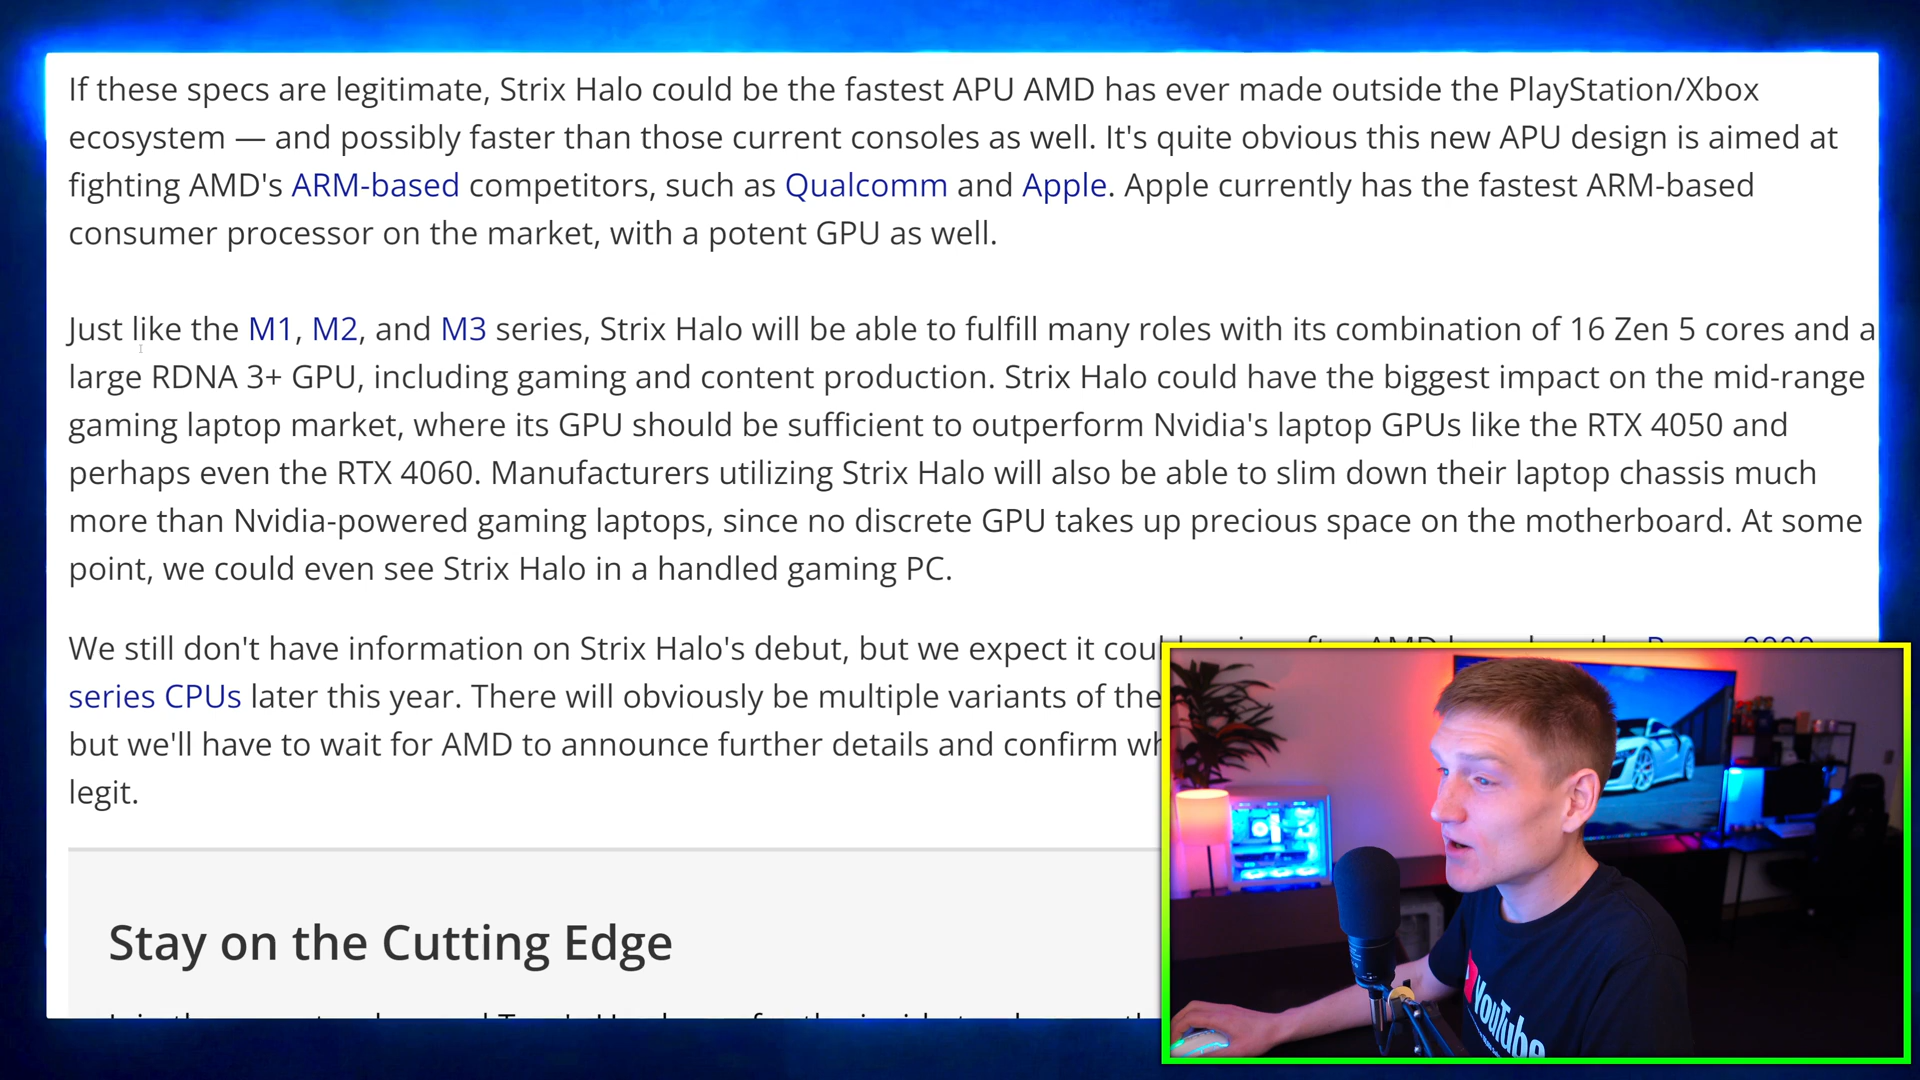 If these specs are legitimate, Strix Halo could be the fastest APU AMD has ever made outside the PlayStation/Xbox
ecosystem — and possibly faster than those current consoles as well. It's quite obvious this new APU design is aimed at
fighting AMD's ARM-based competitors, such as Qualcomm and Apple. Apple currently has the fastest ARM-based
consumer processor on the market, with a potent GPU as well.
Just like the M1, M2, and M3 series, Strix Halo will be able to fulfill many roles with its combination of 16 Zen 5 cores and a
large RDNA 3+ GPU, including gaming and content production. Strix Halo could have the biggest impact on the mid-range
gaming laptop market, where its GPU should be sufficient to outperform Nvidia's laptop GPUs like the RTX 4050 and
perhaps even the RTX 4060. Manufacturers utilizing Strix Halo will also be able to slim down their laptop chassis much
more than Nvidia-powered gaming laptops, since no discrete GPU takes up precious space on the motherboard. At some
point, we could even see Strix Halo in a handled gaming PC.
We still don't have information on Strix Halo's debut, but we expect it
series CPUs later this year. There will obviously be multiple variants of the
but we'll have to wait for AMD to announce further details and confirm
legit.
Stay on the Cutting Edge
YouTube